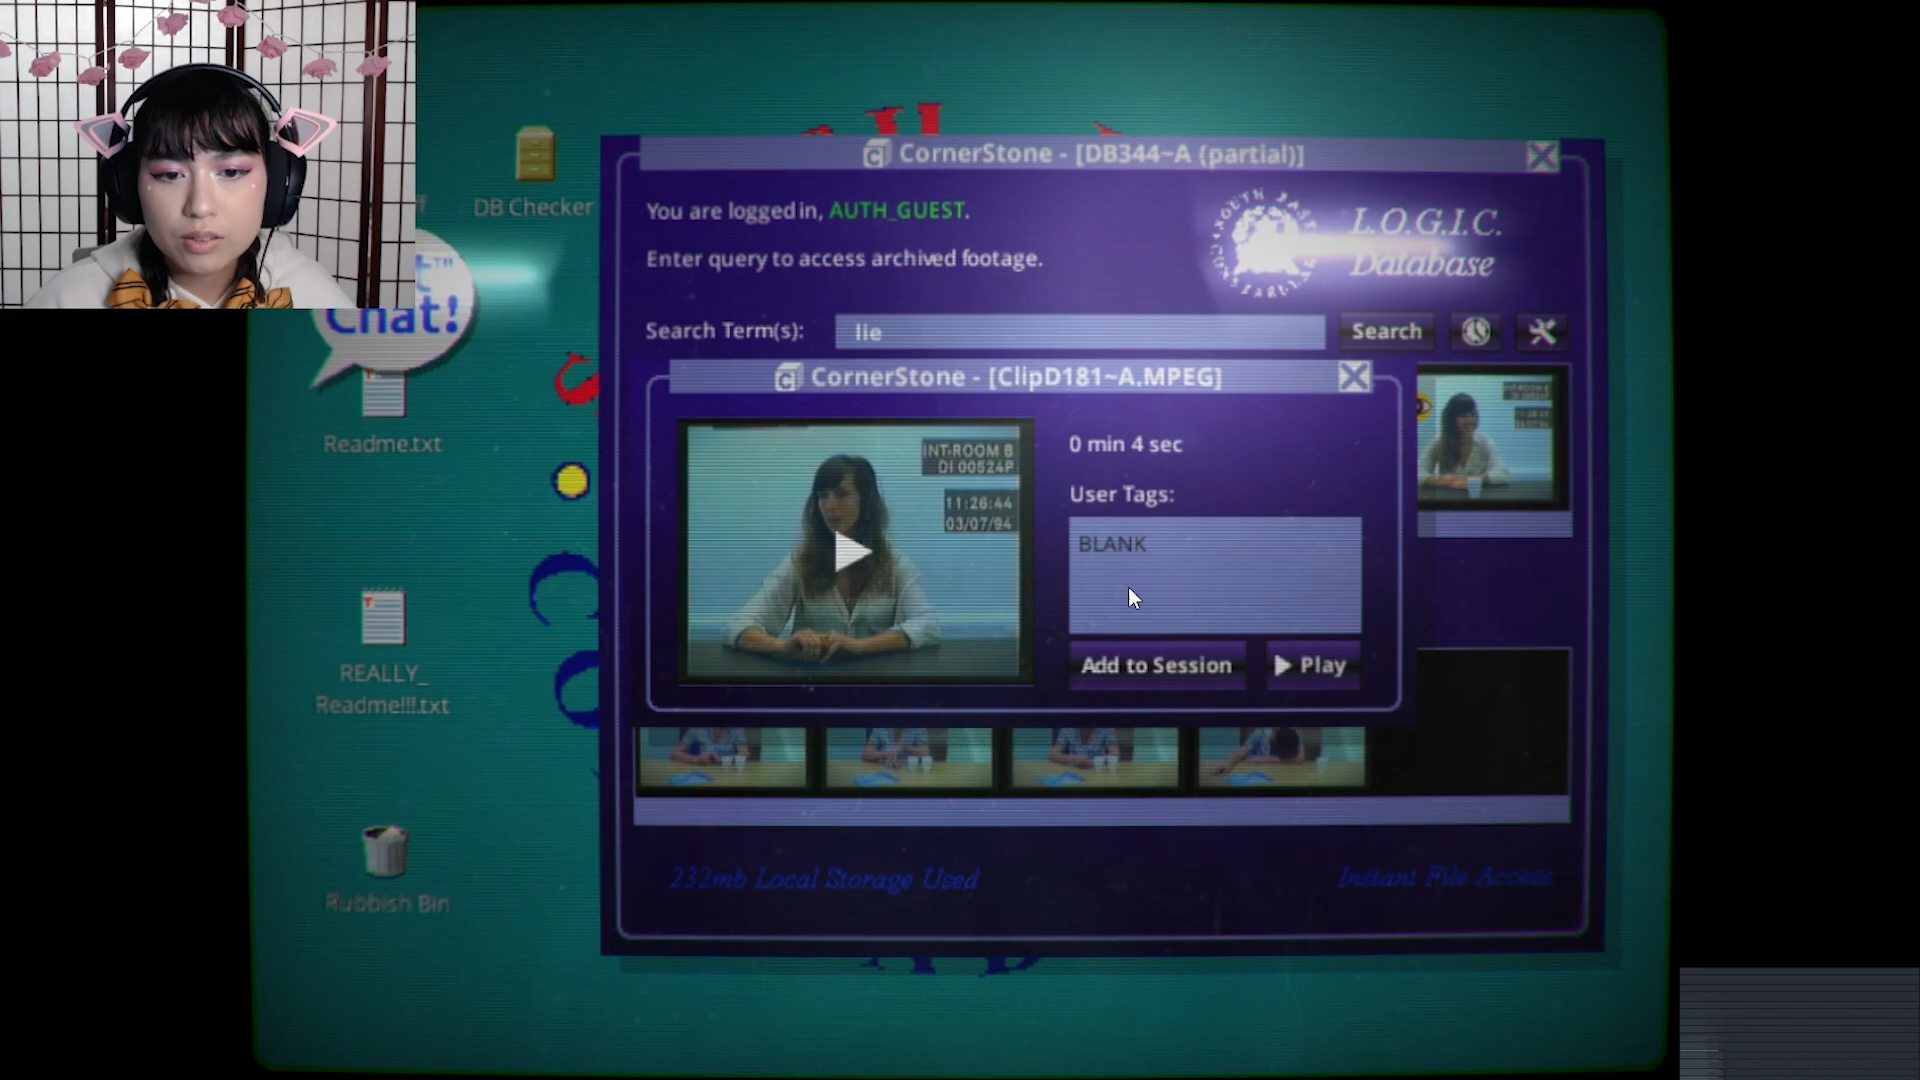 DB Checker
CornerStone - [DB344~A (partial)]
You are logged in, AUTH_GUEST.
Enter query to access archived footage.
L.O.G.I.C.
Database
Search Term(s):
lie
Search
Chat!
Readme.txt
CornerStone - [ClipD181~A.MPEG]
INT-ROOM B
DI 00524P
11:26:44
03/07/94
0 min 4 sec
User Tags:
BLANK
Add to Session
Play
REALLY_
Readme!!!.txt
Rubbish Bin
232mb Local Storage Used
Instant File Access